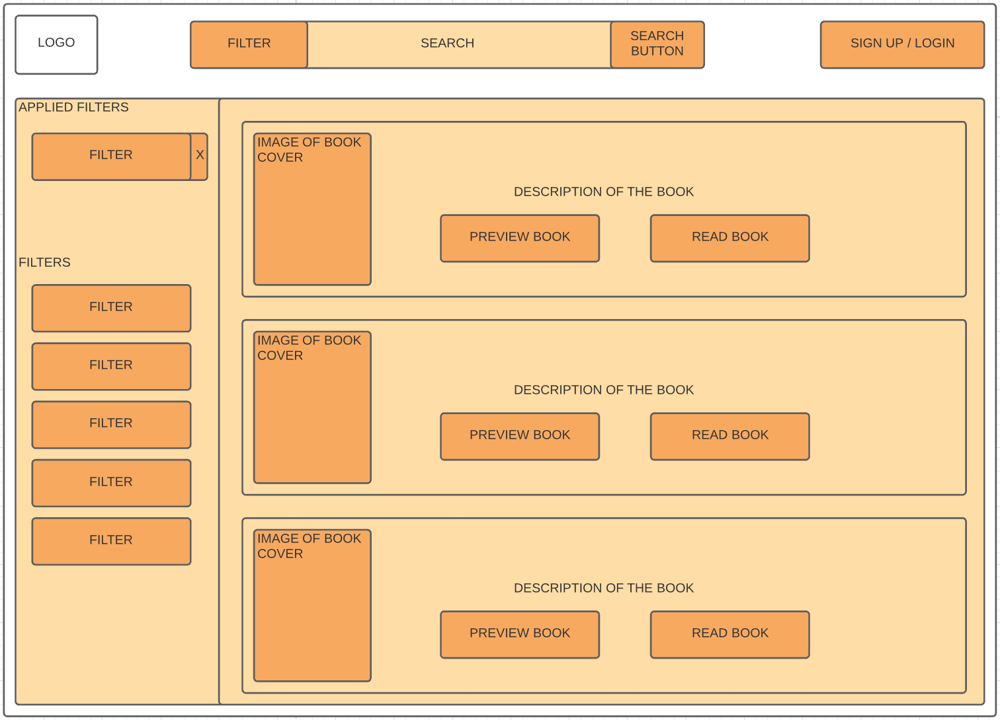 LOGO
FILTER
SEARCH
SEARCH
BUTTON
SIGN UP / LOGIN
APPLIED FILTERS
FILTER
X
FILTERS
FILTER
FILTER
FILTER
FILTER
FILTER
IMAGE OF BOOK
COVER
DESCRIPTION OF THE BOOK
PREVIEW BOOK
READ BOOK
IMAGE OF BOOK
COVER
DESCRIPTION OF THE BOOK
PREVIEW BOOK
READ BOOK
IMAGE OF BOOK
COVER
DESCRIPTION OF THE BOOK
PREVIEW BOOK
READ BOOK